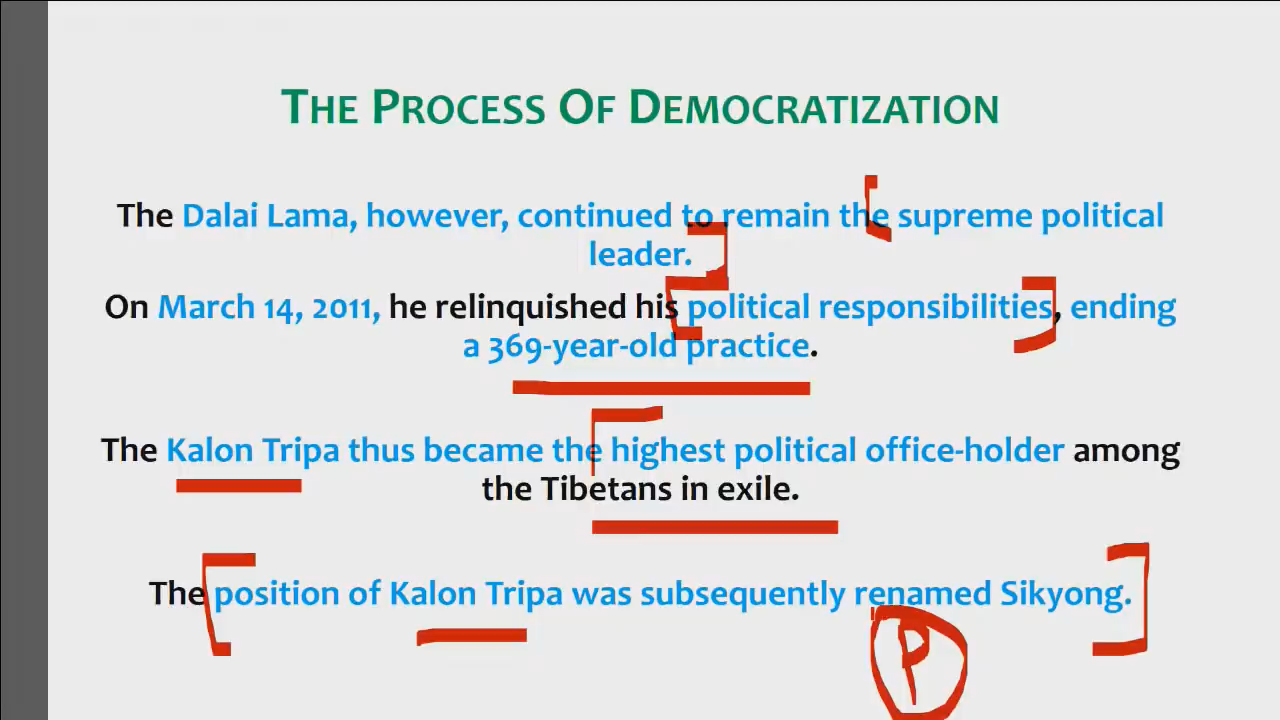 THE PROCESS OF DEMOCRATIZATION
The Dalai Lama, however, continued to remain the supreme political
leader.
On March 14, 2011, he relinquished his political responsibilities, ending
a 369-year-old practice.
The Kalon Tripa thus became the highest political office-holder among
the Tibetans in exile.
The position of Kalon Tripa was subsequently renamed Sikyong.
P